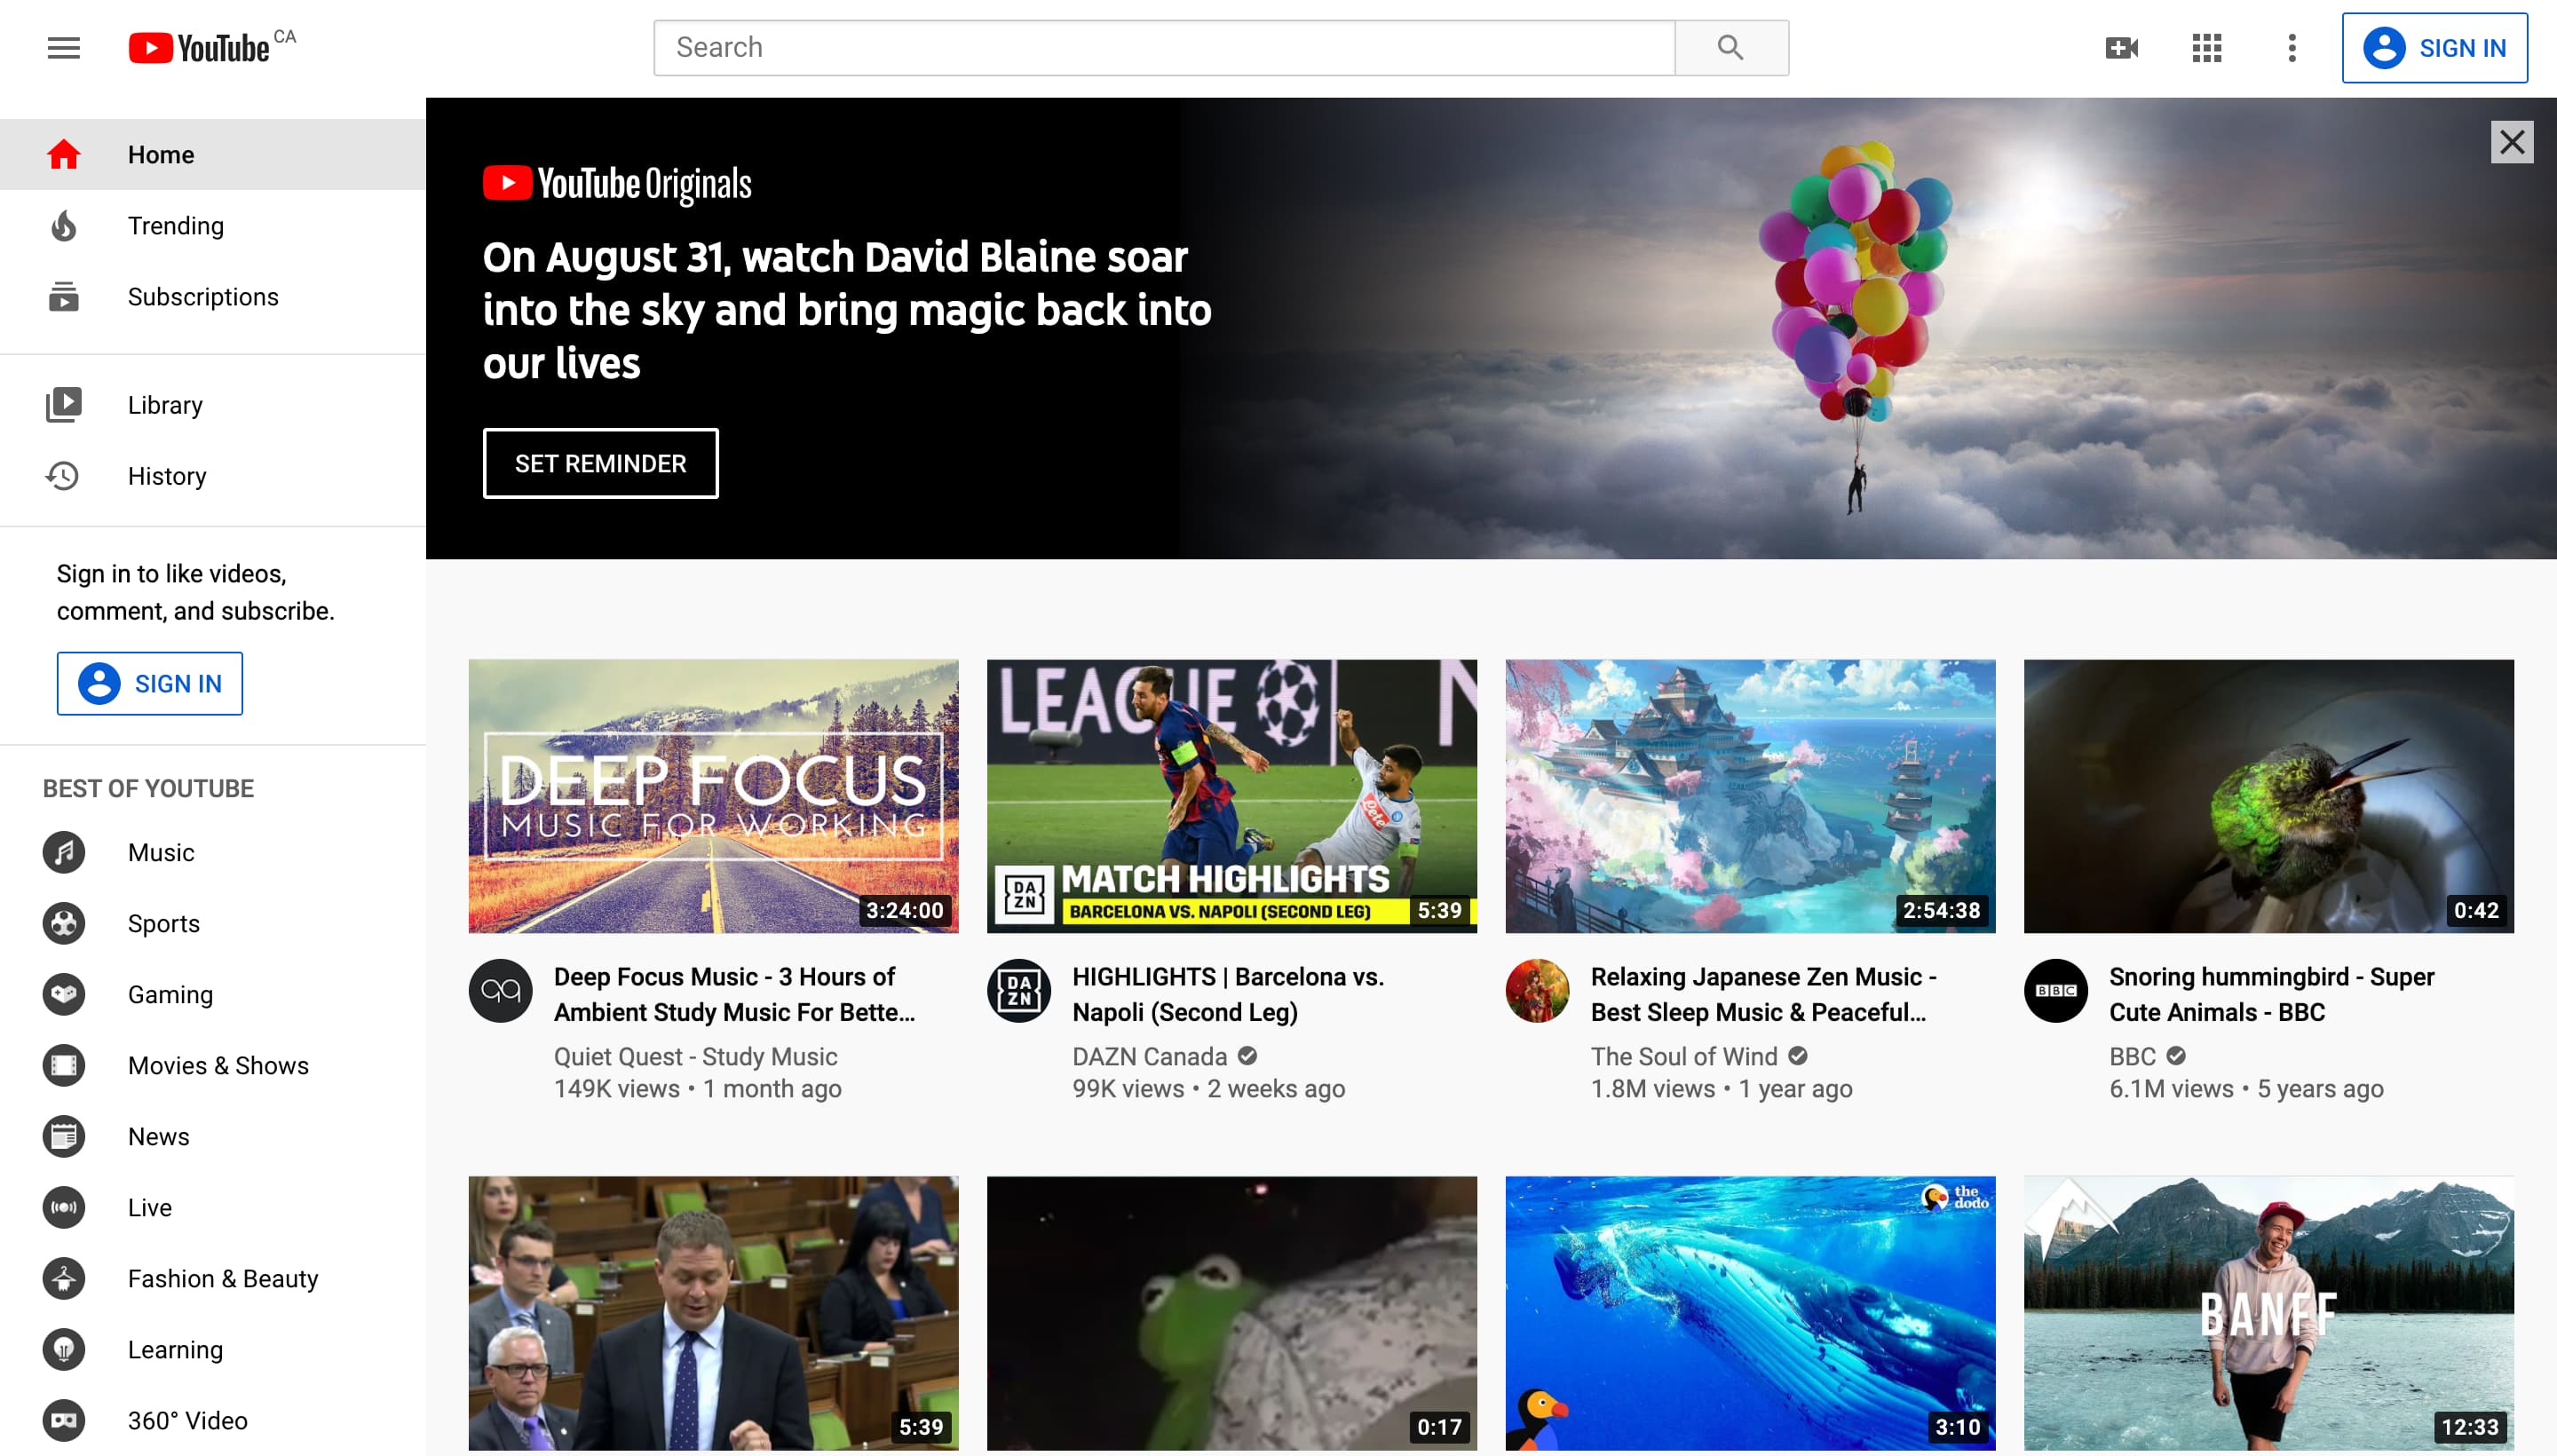 YouTube CA
Search
SIGN IN
Home
Trending
Subscriptions
Library
History
Sign in to like videos,
comment, and subscribe.
SIGN IN
BEST OF YOUTUBE
Music
Sports
Gaming
Movies & Shows
News
Live
Fashion & Beauty
Learning
360° Video
YouTube Originals
On August 31, watch David Blaine soar
into the sky and bring magic back into
our lives
SET REMINDER
DEEP FOCUS
MUSIC FOR WORKING
3:24:00
Deep Focus Music - 3 Hours of
Ambient Study Music For Bette...
Quiet Quest - Study Music
149K views • 1 month ago
LEAGUE
N
Lete
DA
ZN
MATCH HIGHLIGHTS
BARCELONA VS. NAPOLI (SECOND LEG)
5:39
DA
ZN
HIGHLIGHTS | Barcelona vs.
Napoli (Second Leg)
DAZN Canada
99K views • 2 weeks ago
2:54:38
Relaxing Japanese Zen Music -
Best Sleep Music & Peaceful...
The Soul of Wind
1.8M views • 1 year ago
0:42
BBC
Snoring hummingbird - Super
Cute Animals - BBC
BBC
6.1M views • 5 years ago
5:39
0:17
the
dodo
3:10
BANFF
12:33